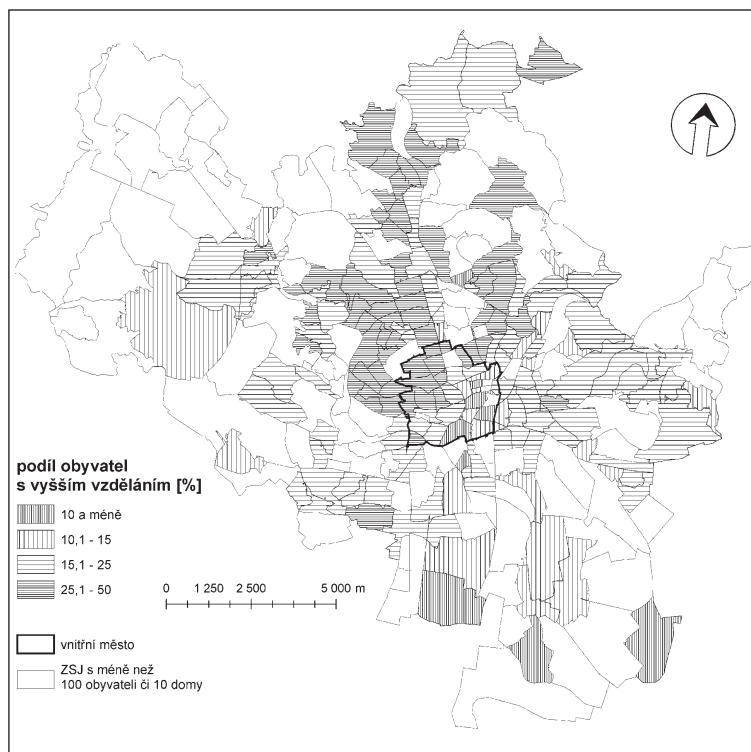 podíl obyvatel
s vyšším vzděláním [%]
10 a méně
10,1 - 15
15,1 - 25
25,1 - 50
0 1 250 2 500 5 000 m
vnitřní město
ZSJ s méně než
100 obyvateli či 10 domy